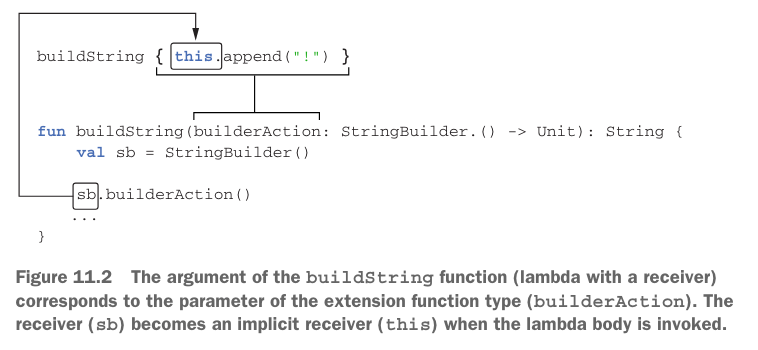 buildString { this.append("!") }
fun buildString(builderAction: StringBuilder.() -> Unit): String {
val sb = StringBuilder()
sb.builderAction()
...
}
Figure 11.2 The argument of the buildString function (lambda with a receiver)
corresponds to the parameter of the extension function type (builderAction). The
receiver (sb) becomes an implicit receiver (this) when the lambda body is invoked.